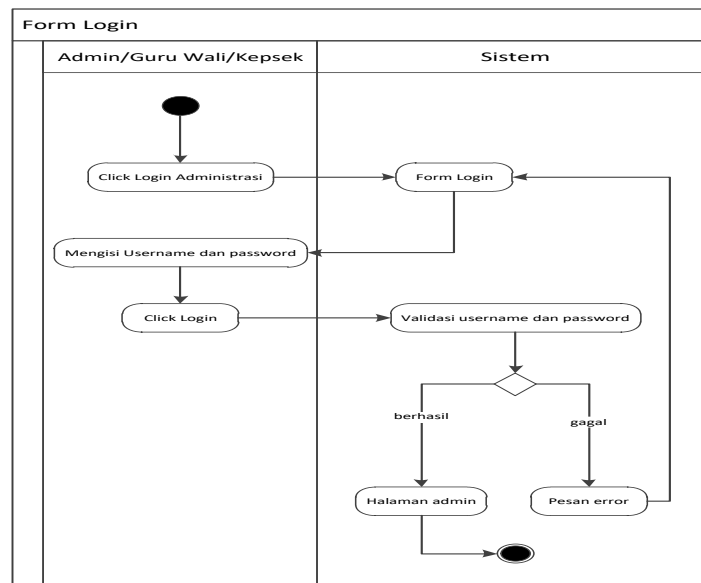 Form Login
Admin/Guru Wali/Kepsek
Sistem
Click Login Administrasi
Form Login
Mengisi Username dan password
Click Login
Validasi username dan password
berhasil
gagal
Halaman admin
Pesan error